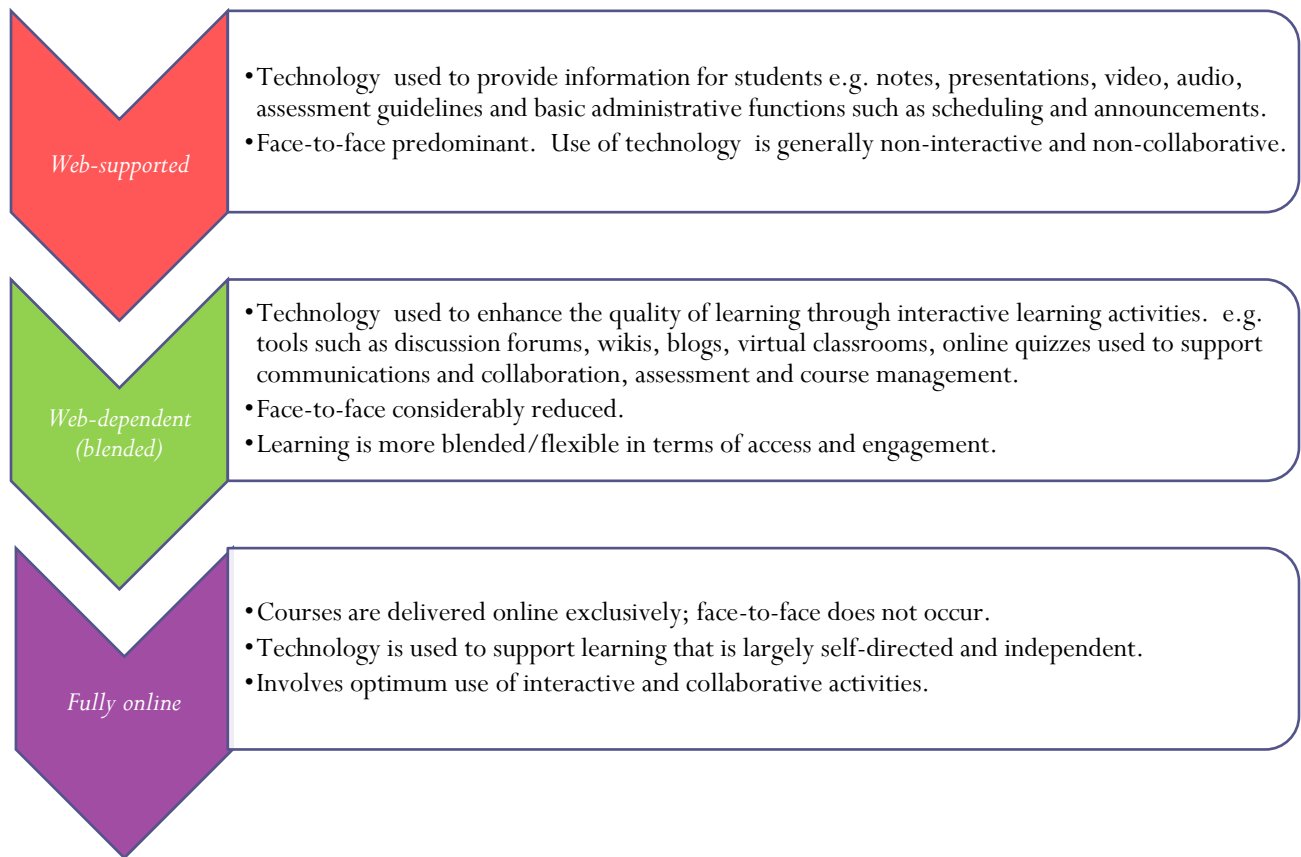 Web-supported
•Technology used to provide information for students e.g. notes, presentations, video, audio,
assessment guidelines and basic administrative functions such as scheduling and announcements.
•Face-to-face predominant. Use of technology is generally non-interactive and non-collaborative.
Web-dependent
(blended)
•Technology used to enhance the quality of learning through interactive learning activities. e.g.
tools such as discussion forums, wikis, blogs, virtual classrooms, online quizzes used to support
communications and collaboration, assessment and course management.
•Face-to-face considerably reduced.
•Learning is more blended/flexible in terms of access and engagement.
Fully online
•Courses are delivered online exclusively; face-to-face does not occur.
•Technology is used to support learning that is largely self-directed and independent.
•Involves optimum use of interactive and collaborative activities.